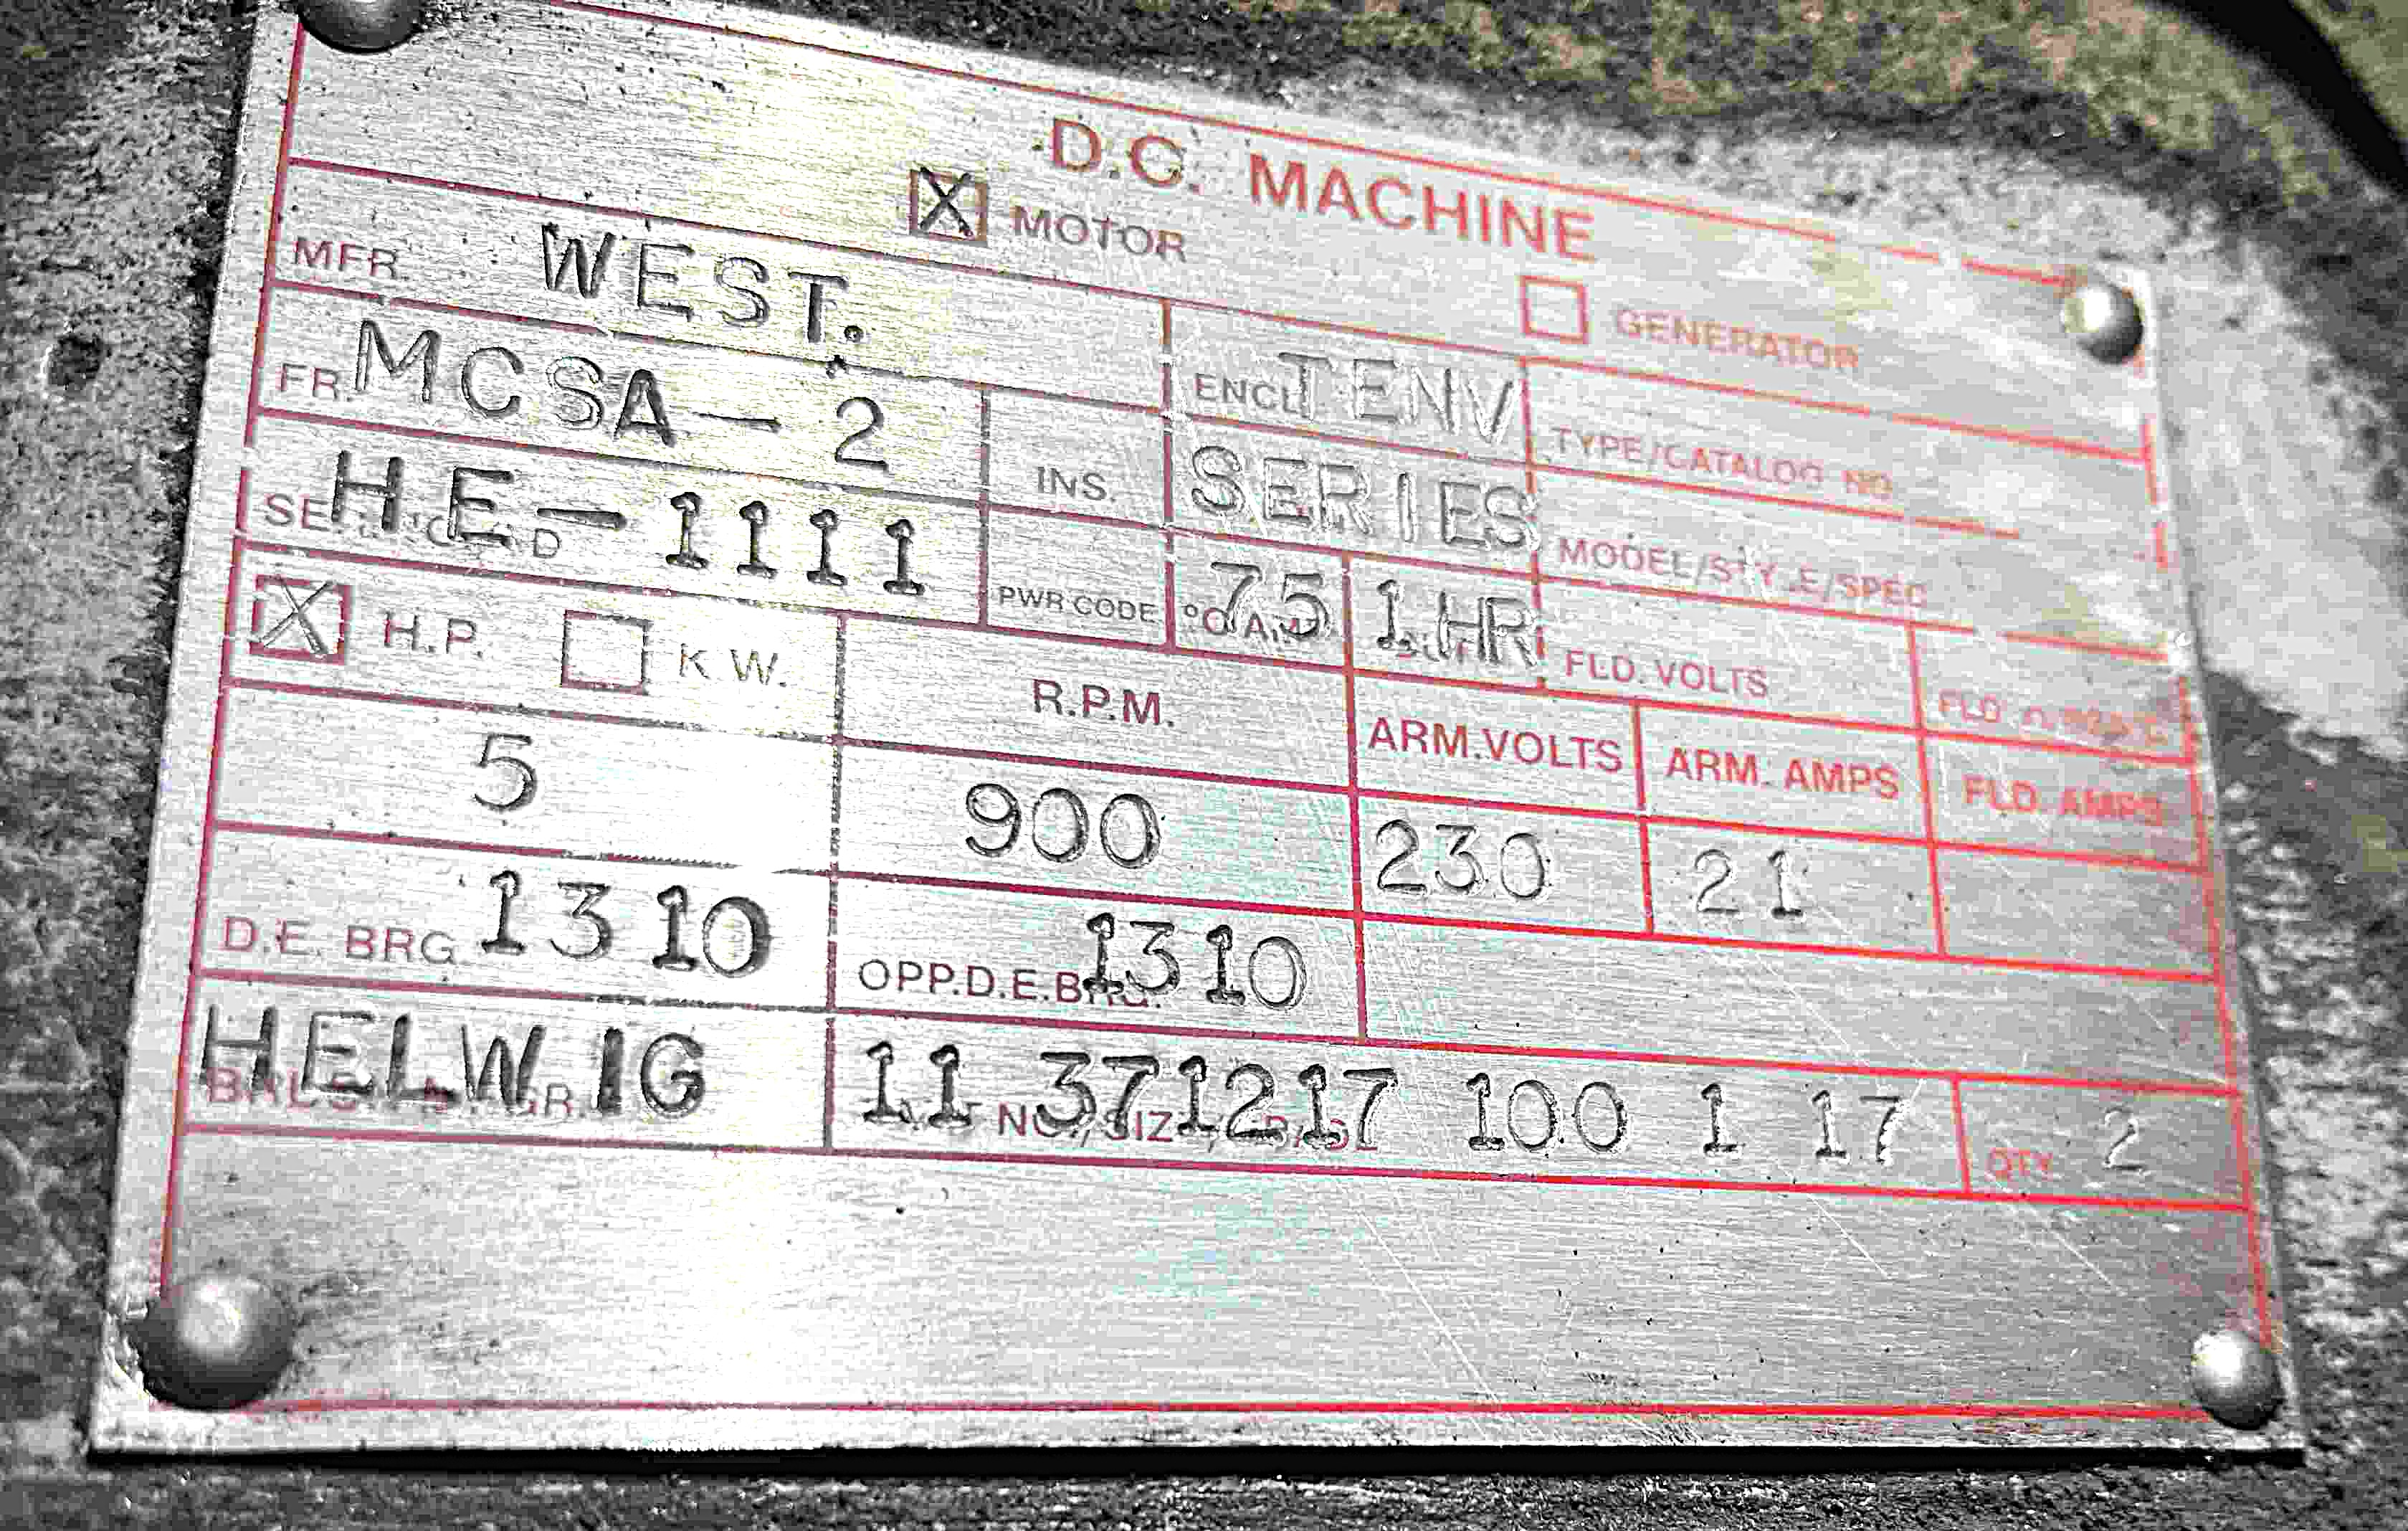 D.C. MACHINE
X MOTOR GENERATOR
MFR. WEST. ENCL TENV TYPE/CATALOG NO
FR. MCSA-2 INS. SERIES MODEL/STYLE/SPEC
HE-1111 PWR CODE 75 1 HR FLD. VOLTS FLD.
X H.P. K W. R.P.M. ARM.VOLTS ARM. AMPS FLD. AMPS
5 900 230 21
D.E. BRG. 1310 OPP.D.E.BRG. 1310
HELWIG 11 371217 100 1 17 QTY 2